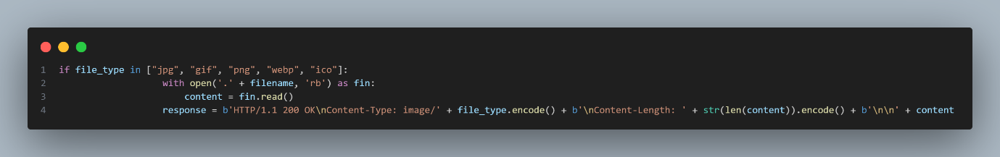 1 if file_type in ["jpg", "gif", "png", "webp", "ico"]:
2                    with open('.' + filename, 'rb') as fin:
3                        content = fin.read()
4                    response = b'HTTP/1.1 200 OK\nContent-Type: image/' + file_type.encode() + b'\nContent-Length: ' + str(len(content)).encode() + b'\n\n' + content